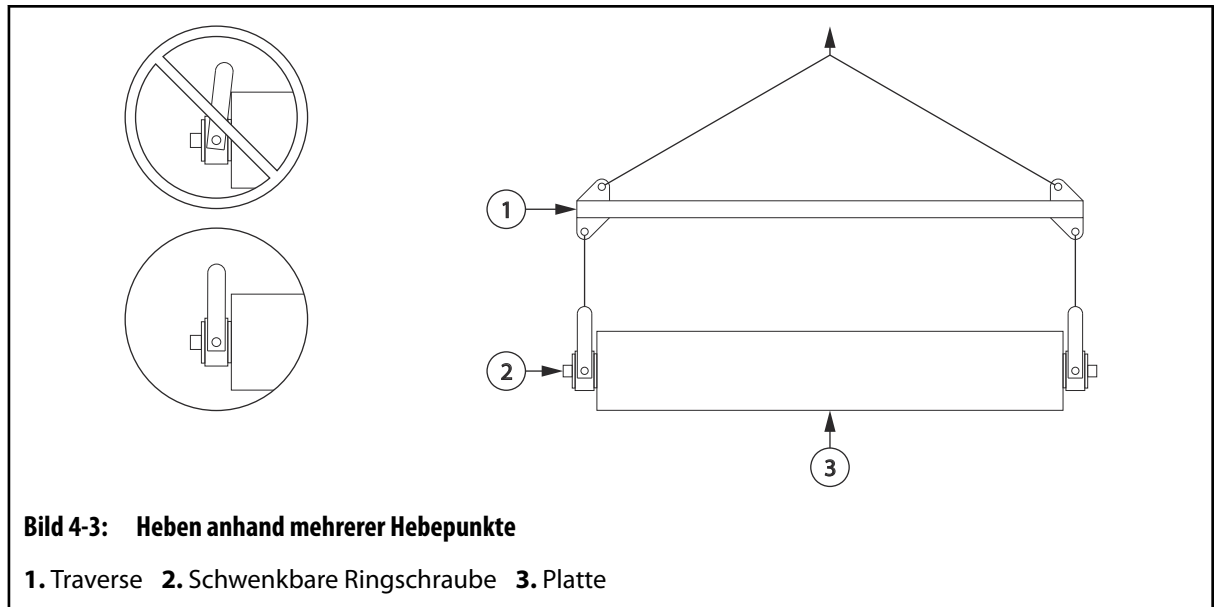 1
2
3
Bild 4-3: Heben anhand mehrerer Hebepunkte
1. Traverse 2. Schwenkbare Ringschraube 3. Platte